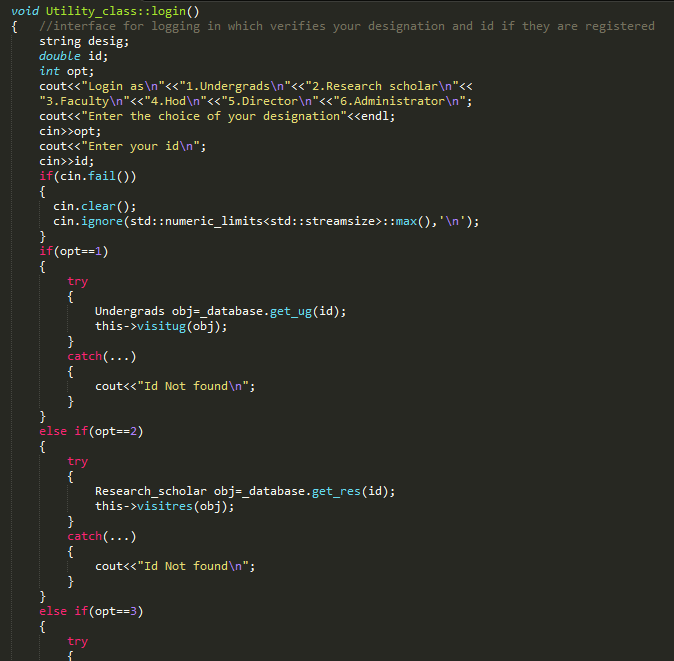 void Utility_class::login()
{   //interface for logging in which verifies your designation and id if they are registered
    string desig;
    double id;
    int opt;
    cout<<"Login as\n"<<"1.Undergrads\n"<<"2.Research scholar\n"<<
    "3.Faculty\n"<<"4.Hod\n"<<"5.Director\n"<<"6.Administrator\n";
    cout<<"Enter the choice of your designation"<<endl;
    cin>>opt;
    cout<<"Enter your id\n";
    cin>>id;
    if(cin.fail())
    {
      cin.clear();
      cin.ignore(std::numeric_limits<std::streamsize>::max(),'\n');
    }
    if(opt==1)
    {
        try
        {
            Undergrads obj=_database.get_ug(id);
            this->visitug(obj);
        }
        catch(...)
        {
            cout<<"Id Not found\n";
        }
    }
    else if(opt==2)
    {
        try
        {
            Research_scholar obj=_database.get_res(id);
            this->visitres(obj);
        }
        catch(...)
        {
            cout<<"Id Not found\n";
        }
    }
    else if(opt==3)
    {
        try
        {